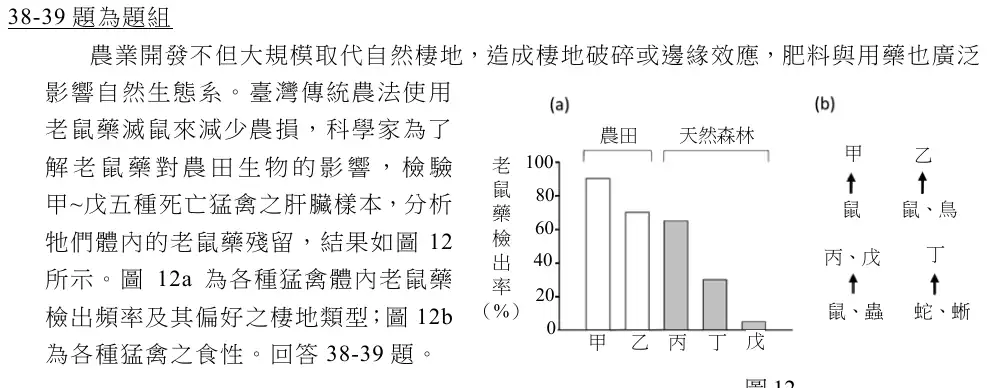 38-39 題為題組
農業開發不但大規模取代自然棲地，造成棲地破碎或邊緣效應，肥料與用藥也廣泛
影響自然生態系。臺灣傳統農法使用
老鼠藥滅鼠來減少農損，科學家為了
解老鼠藥對農田生物的影響，檢驗
甲~戊五種死亡猛禽之肝臟樣本，分析
牠們體內的老鼠藥殘留，結果如圖 12
所示。圖 12a 為各種猛禽體內老鼠藥
檢出頻率及其偏好之棲地類型；圖 12b
為各種猛禽之食性。回答 38-39 題。
(a)
農田 天然森林
老鼠藥檢出率（%）
100
80
60
40
20
0
甲 乙 丙 丁 戊
(b)
甲 乙
鼠 鼠、鳥
丙、戊 丁
鼠、蟲 蛇、蜥
圖 12